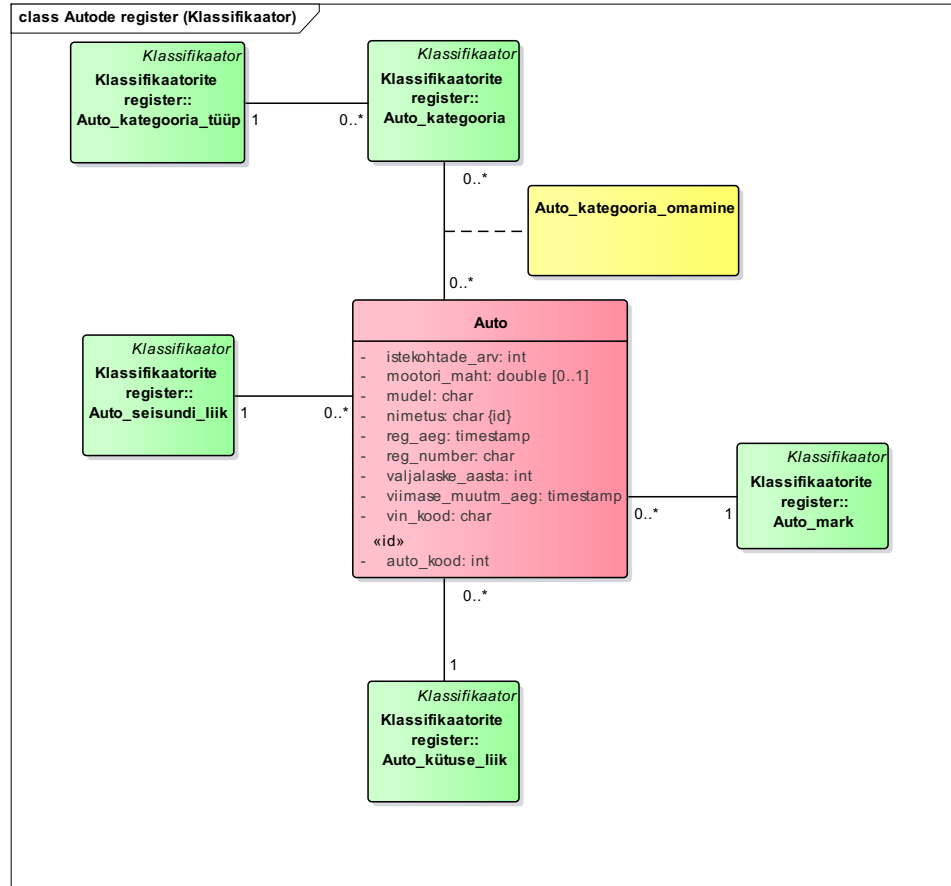 class Autode register (Klassifikaator)
Klassifikaator
Klassifikaatorite
register::
Auto_kategooria_tüüp
1
0..*
Klassifikaator
Klassifikaatorite
register::
Auto_kategooria
0..*
Auto_kategooria_omamine
0..*
Auto
- istekohtade_arv: int
- mootori_maht: double [0..1]
- mudel: char
- nimetus: char {id}
- reg_aeg: timestamp
- reg_number: char
- valjalaske_aasta: int
- viimase_muutm_aeg: timestamp
- vin_kood: char
«id»
- auto_kood: int
Klassifikaator
Klassifikaatorite
register::
Auto_seisundi_liik
1
0..*
Klassifikaator
Klassifikaatorite
register::
Auto_mark
0..*
1
0..*
1
Klassifikaator
Klassifikaatorite
register::
Auto_kütuse_liik